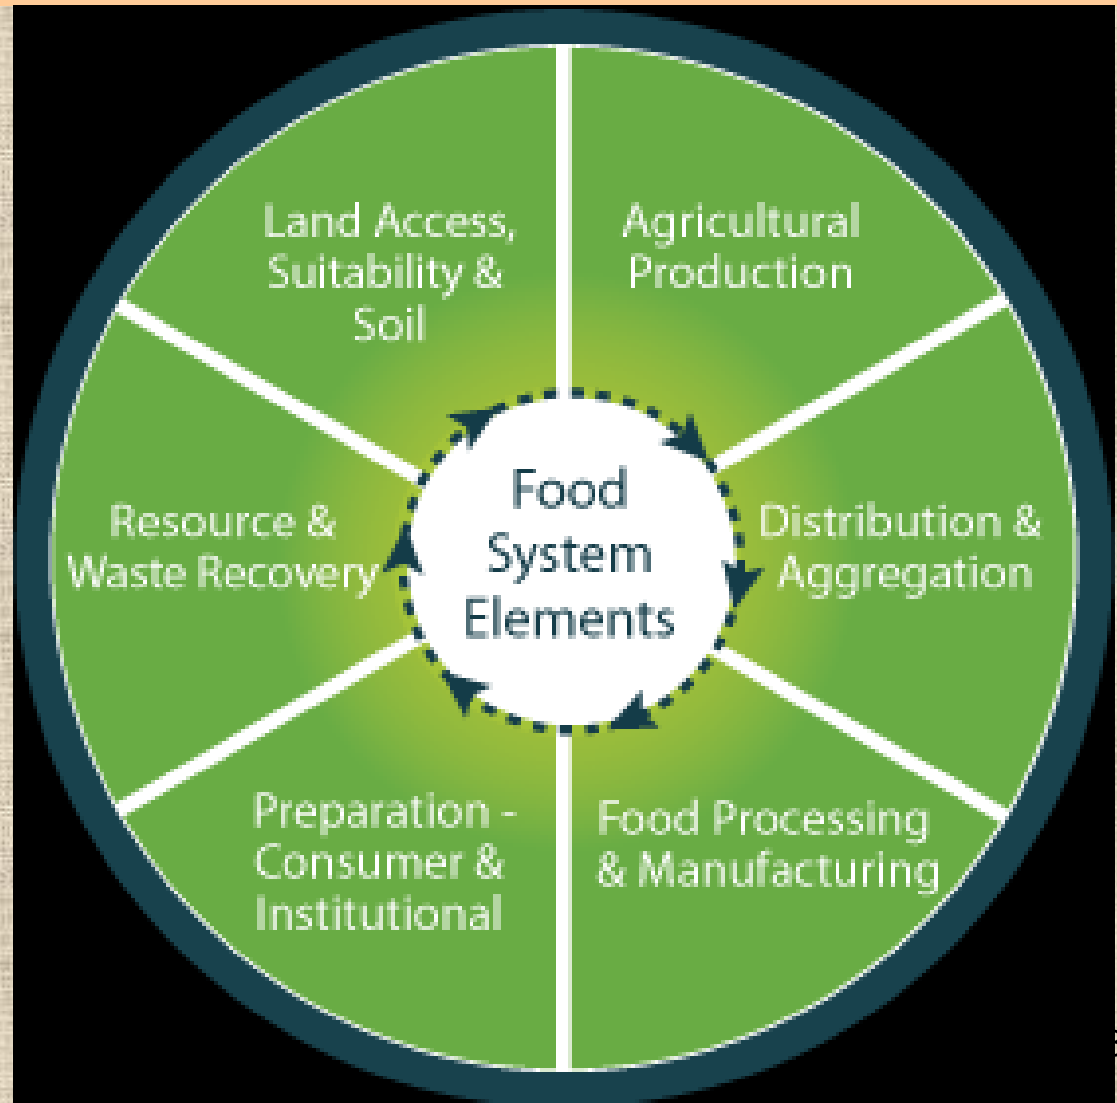 Food
System
Elements
Agricultural
Production
Distribution &
Aggregation
Food Processing
& Manufacturing
Preparation -
Consumer &
Institutional
Resource &
Waste Recovery
Land Access,
Suitability &
Soil